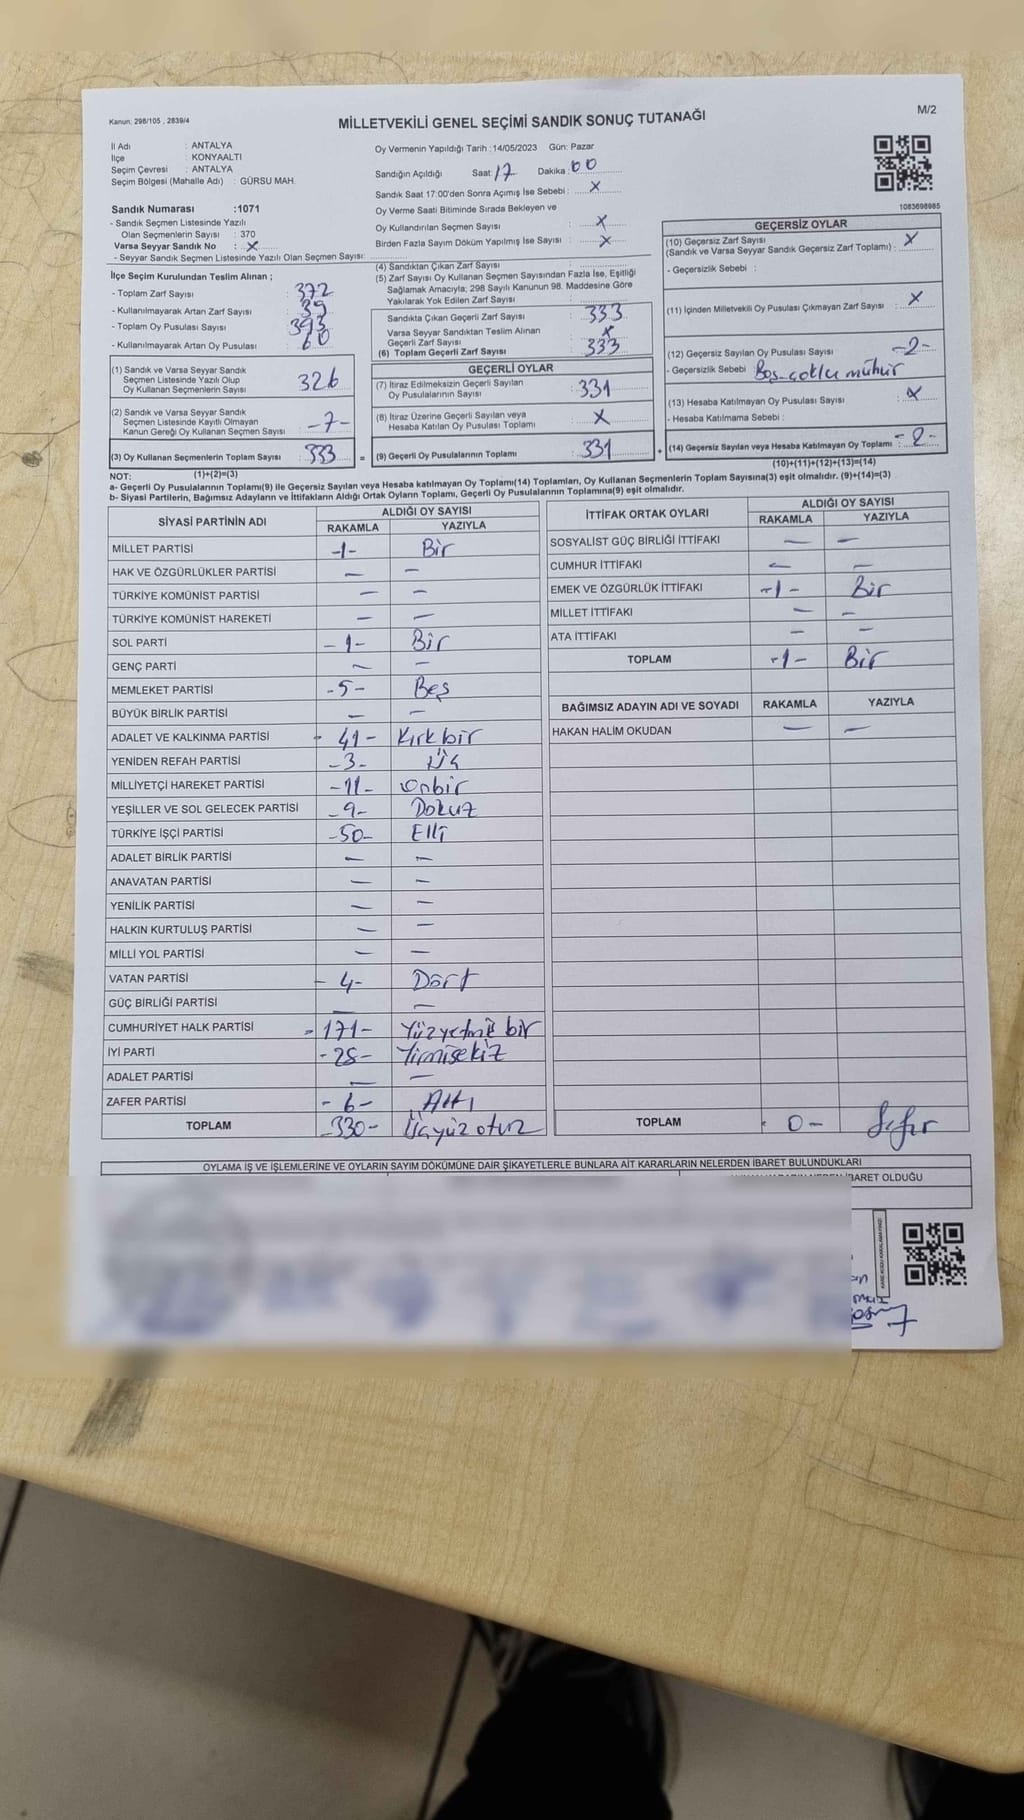 Kanun: 298/105 , 2839/4
MİLLETVEKİLİ GENEL SEÇİMİ SANDIK SONUÇ TUTANAĞI
M/2
İl Adı : ANTALYA
İlçe : KONYAALTI
Seçim Çevresi : ANTALYA
Seçim Bölgesi (Mahalle Adı) : GÜRSU MAH.
Sandık Numarası :1071
- Sandık Seçmen Listesinde Yazılı
Olan Seçmenlerin Sayısı : 370
Varsa Seyyar Sandık No : X
- Seyyar Sandık Seçmen Listesinde Yazılı Olan Seçmen Sayısı:
Oy Vermenin Yapıldığı Tarih :14/05/2023 Gün: Pazar
Sandığın Açıldığı Saat: 17 Dakika: 00
Sandık Saat 17:00'den Sonra Açımış İse Sebebi : X
Oy Verme Saati Bitiminde Sırada Bekleyen ve
Oy Kullandırılan Seçmen Sayısı : X
Birden Fazla Sayım Döküm Yapılmış İse Sayısı : X
1083698985
İlçe Seçim Kurulundan Teslim Alınan ;
- Toplam Zarf Sayısı : 372
- Kullanılmayarak Artan Zarf Sayısı : 39
- Toplam Oy Pusulası Sayısı : 393
- Kullanılmayarak Artan Oy Pusulası : 60
(1) Sandık ve Varsa Seyyar Sandık
Seçmen Listesinde Yazılı Olup
Oy Kullanan Seçmenlerin Sayısı : 326
(2) Sandık ve Varsa Seyyar Sandık
Seçmen Listesinde Kayıtlı Olmayan
Kanun Gereği Oy Kullanan Seçmen Sayısı : -7-
(3) Oy Kullanan Seçmenlerin Toplam Sayısı : 333
(1)+(2)=(3)
(4) Sandıktan Çıkan Zarf Sayısı :
(5) Zarf Sayısı Oy Kullanan Seçmen Sayısından Fazla İse, Eşitliği
Sağlamak Amacıyla; 298 Sayılı Kanunun 98. Maddesine Göre
Yakılarak Yok Edilen Zarf Sayısı :
Sandıkta Çıkan Geçerli Zarf Sayısı : 333
Varsa Seyyar Sandıktan Teslim Alınan
Geçerli Zarf Sayısı : X
(6) Toplam Geçerli Zarf Sayısı : 333
GEÇERLİ OYLAR
(7) İtiraz Edilmeksizin Geçerli Sayılan
Oy Pusulalarının Sayısı : 331
(8) İtiraz Üzerine Geçerli Sayılan veya
Hesaba Katılan Oy Pusulası Toplamı : X
= (9) Geçerli Oy Pusulalarının Toplamı : 331
GEÇERSİZ OYLAR
(10) Geçersiz Zarf Sayısı
(Sandık ve Varsa Seyyar Sandık Geçersiz Zarf Toplamı) : X
- Geçersizlik Sebebi :
(11) İçinden Milletvekili Oy Pusulası Çıkmayan Zarf Sayısı : X
(12) Geçersiz Sayılan Oy Pusulası Sayısı : -2-
- Geçersizlik Sebebi : Boş-çoklu mühür
(13) Hesaba Katılmayan Oy Pusulası Sayısı : X
- Hesaba Katılmama Sebebi :
+ (14) Geçersiz Sayılan veya Hesaba Katılmayan Oy Toplamı : -2-
(10)+(11)+(12)+(13)=(14)
NOT:
a- Geçerli Oy Pusulalarının Toplamı(9) ile Geçersiz Sayılan veya Hesaba katılmayan Oy Toplamı(14) Toplamları, Oy Kullanan Seçmenlerin Toplam Sayısına(3) eşit olmalıdır. (9)+(14)=(3)
b- Siyasi Partilerin, Bağımsız Adayların ve İttifakların Aldığı Ortak Oyların Toplamı, Geçerli Oy Pusulalarının Toplamına(9) eşit olmalıdır.
SİYASİ PARTİNİN ADI ALDIĞI OY SAYISI
RAKAMLA YAZIYLA
MİLLET PARTİSİ -1- Bir
HAK VE ÖZGÜRLÜKLER PARTİSİ — —
TÜRKİYE KOMÜNİST PARTİSİ — —
TÜRKİYE KOMÜNİST HAREKETİ — —
SOL PARTİ -1- Bir
GENÇ PARTİ — —
MEMLEKET PARTİSİ -5- Beş
BÜYÜK BİRLİK PARTİSİ — —
ADALET VE KALKINMA PARTİSİ -41- Kırkbir
YENİDEN REFAH PARTİSİ -3- Üç
MİLLİYETÇİ HAREKET PARTİSİ -11- Onbir
YEŞİLLER VE SOL GELECEK PARTİSİ -9- Dokuz
TÜRKİYE İŞÇİ PARTİSİ -50- Elli
ADALET BİRLİK PARTİSİ — —
ANAVATAN PARTİSİ — —
YENİLİK PARTİSİ — —
HALKIN KURTULUŞ PARTİSİ — —
MİLLİ YOL PARTİSİ — —
VATAN PARTİSİ -4- Dört
GÜÇ BİRLİĞİ PARTİSİ — —
CUMHURİYET HALK PARTİSİ -171- Yüzyetmiş bir
İYİ PARTİ -28- Yirmisekiz
ADALET PARTİSİ — —
ZAFER PARTİSİ -6- Altı
TOPLAM -330- Üçyüz otuz
İTTİFAK ORTAK OYLARI ALDIĞI OY SAYISI
RAKAMLA YAZIYLA
SOSYALİST GÜÇ BİRLİĞİ İTTİFAKI — —
CUMHUR İTTİFAKI — —
EMEK VE ÖZGÜRLÜK İTTİFAKI -1- Bir
MİLLET İTTİFAKI — —
ATA İTTİFAKI — —
TOPLAM -1- Bir
BAĞIMSIZ ADAYIN ADI VE SOYADI RAKAMLA YAZIYLA
HAKAN HALİM OKUDAN — —
TOPLAM 0- Sıfır
OYLAMA İŞ VE İŞLEMLERİNE VE OYLARIN SAYIM DÖKÜMÜNE DAİR ŞİKAYETLERLE BUNLARA AİT KARARLARIN NELERDEN İBARET BULUNDUKLARI
İBARET OLDUĞU